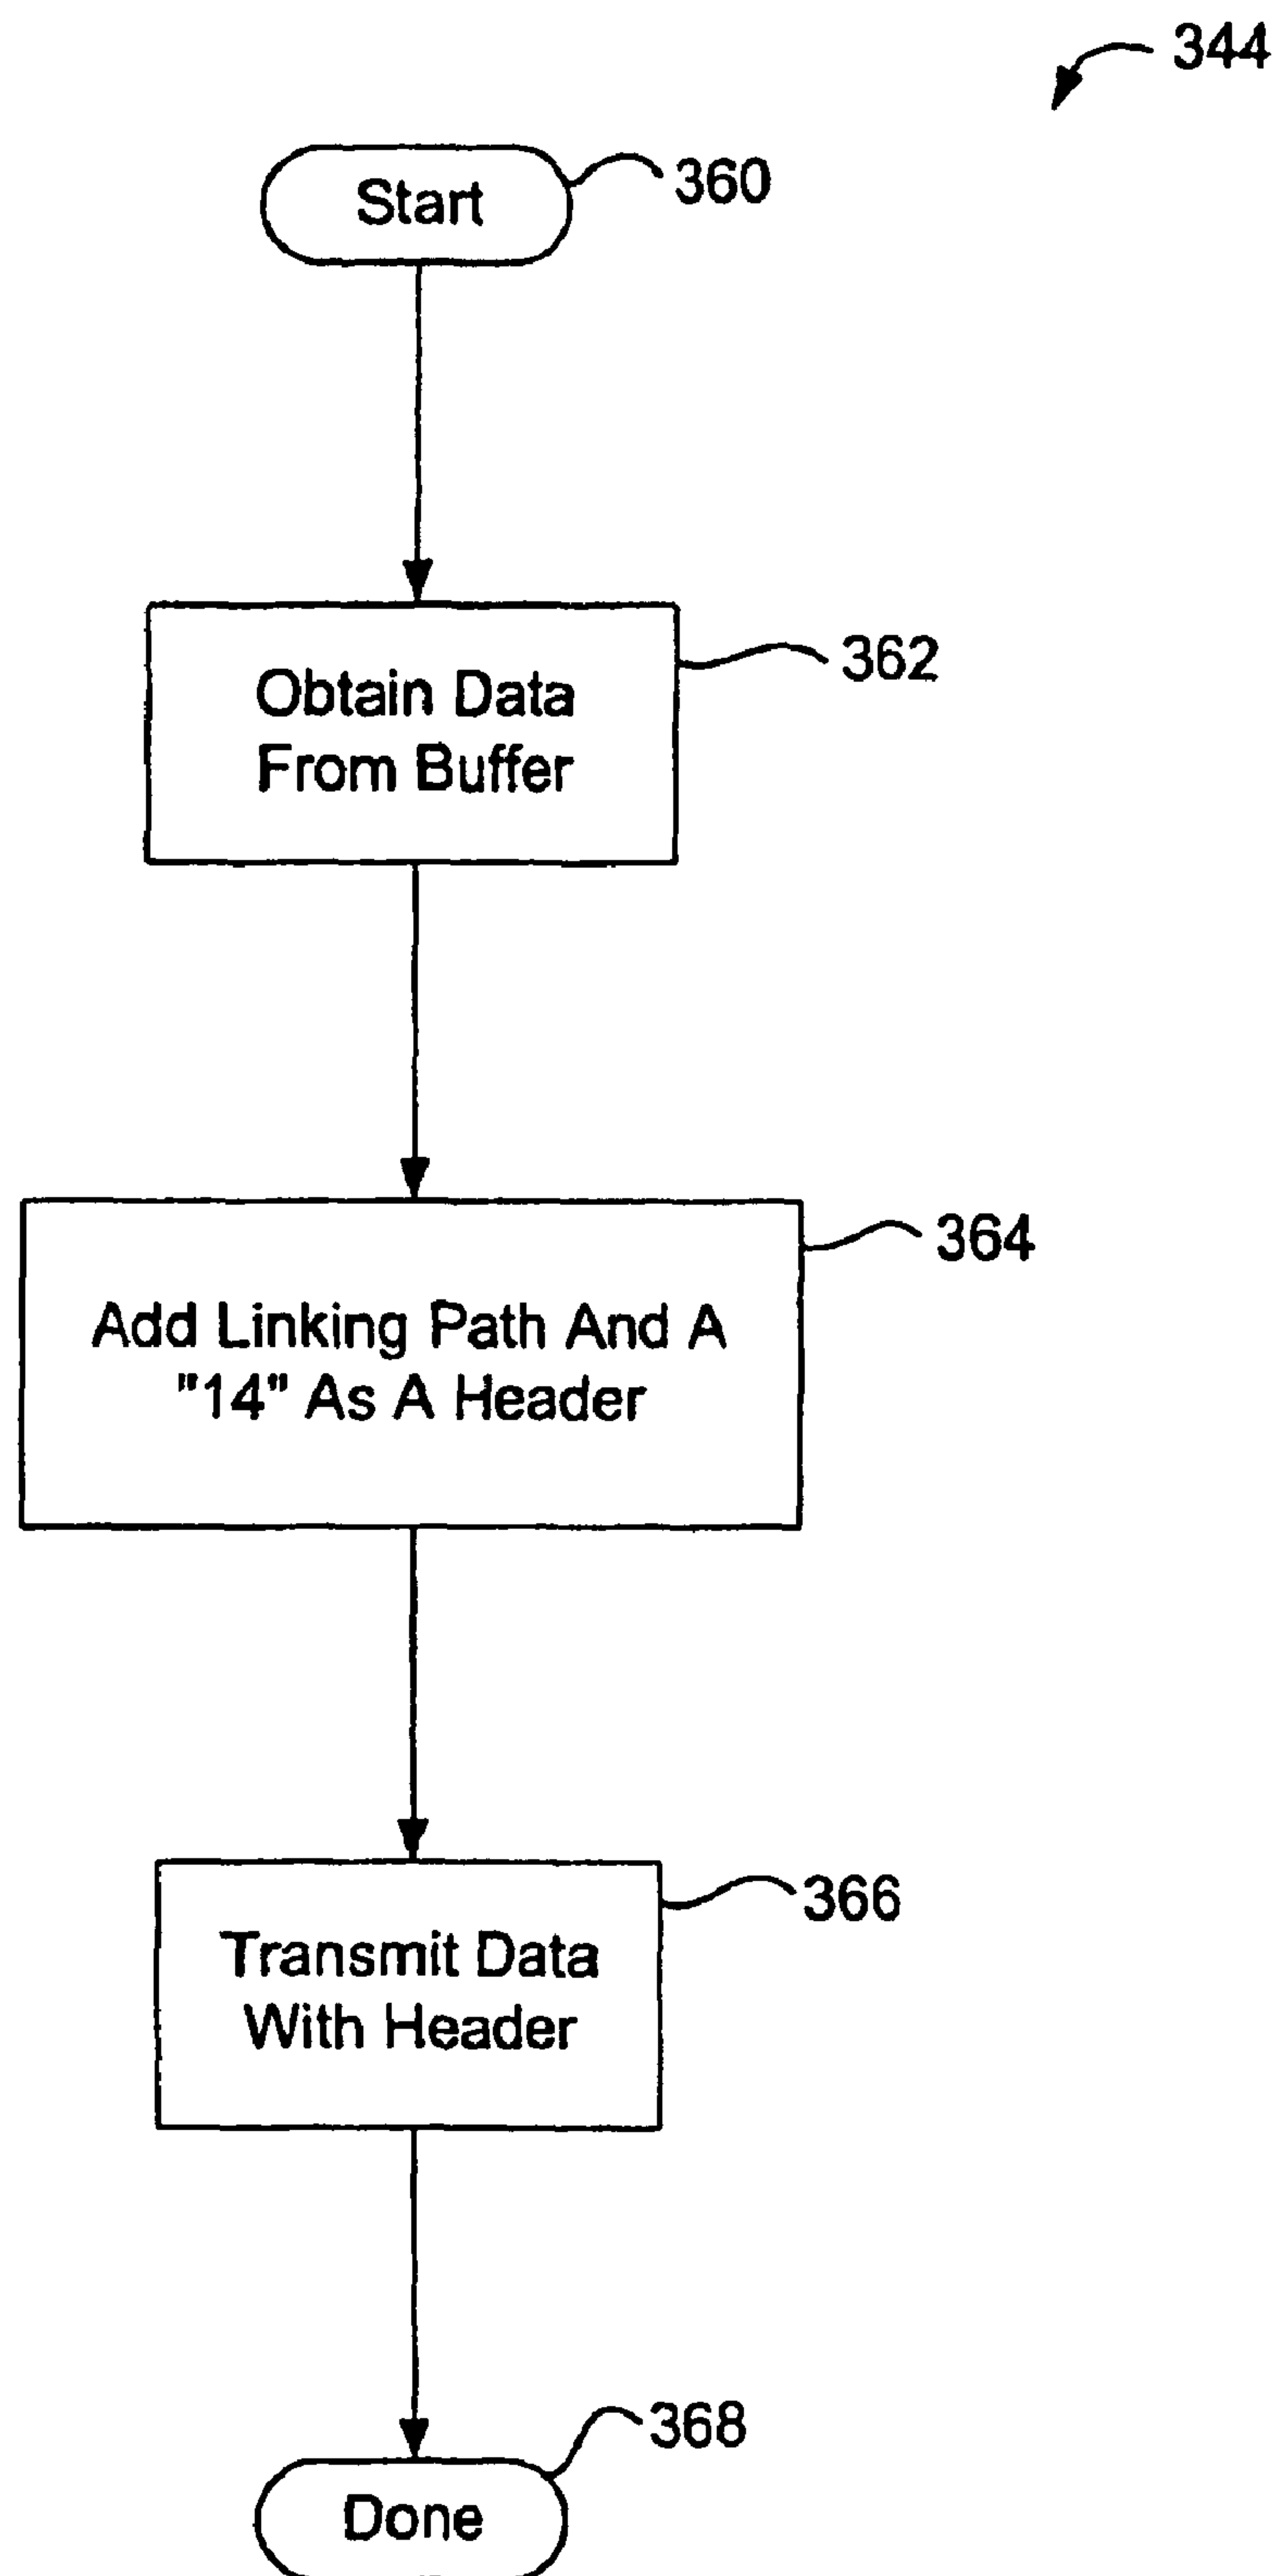 344
Start
360
Obtain Data
From Buffer
362
Add Linking Path And A
"14" As A Header
364
Transmit Data
With Header
366
Done
368